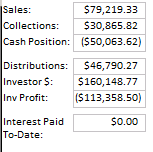 Sales: $79,219.33
Collections: $30,865.82
Cash Position: ($50,063.62)
Distributions: $46,790.27
Investor $: $160,148.77
Inv Profit: ($113,358.50)
Interest Paid $0.00
To-Date: